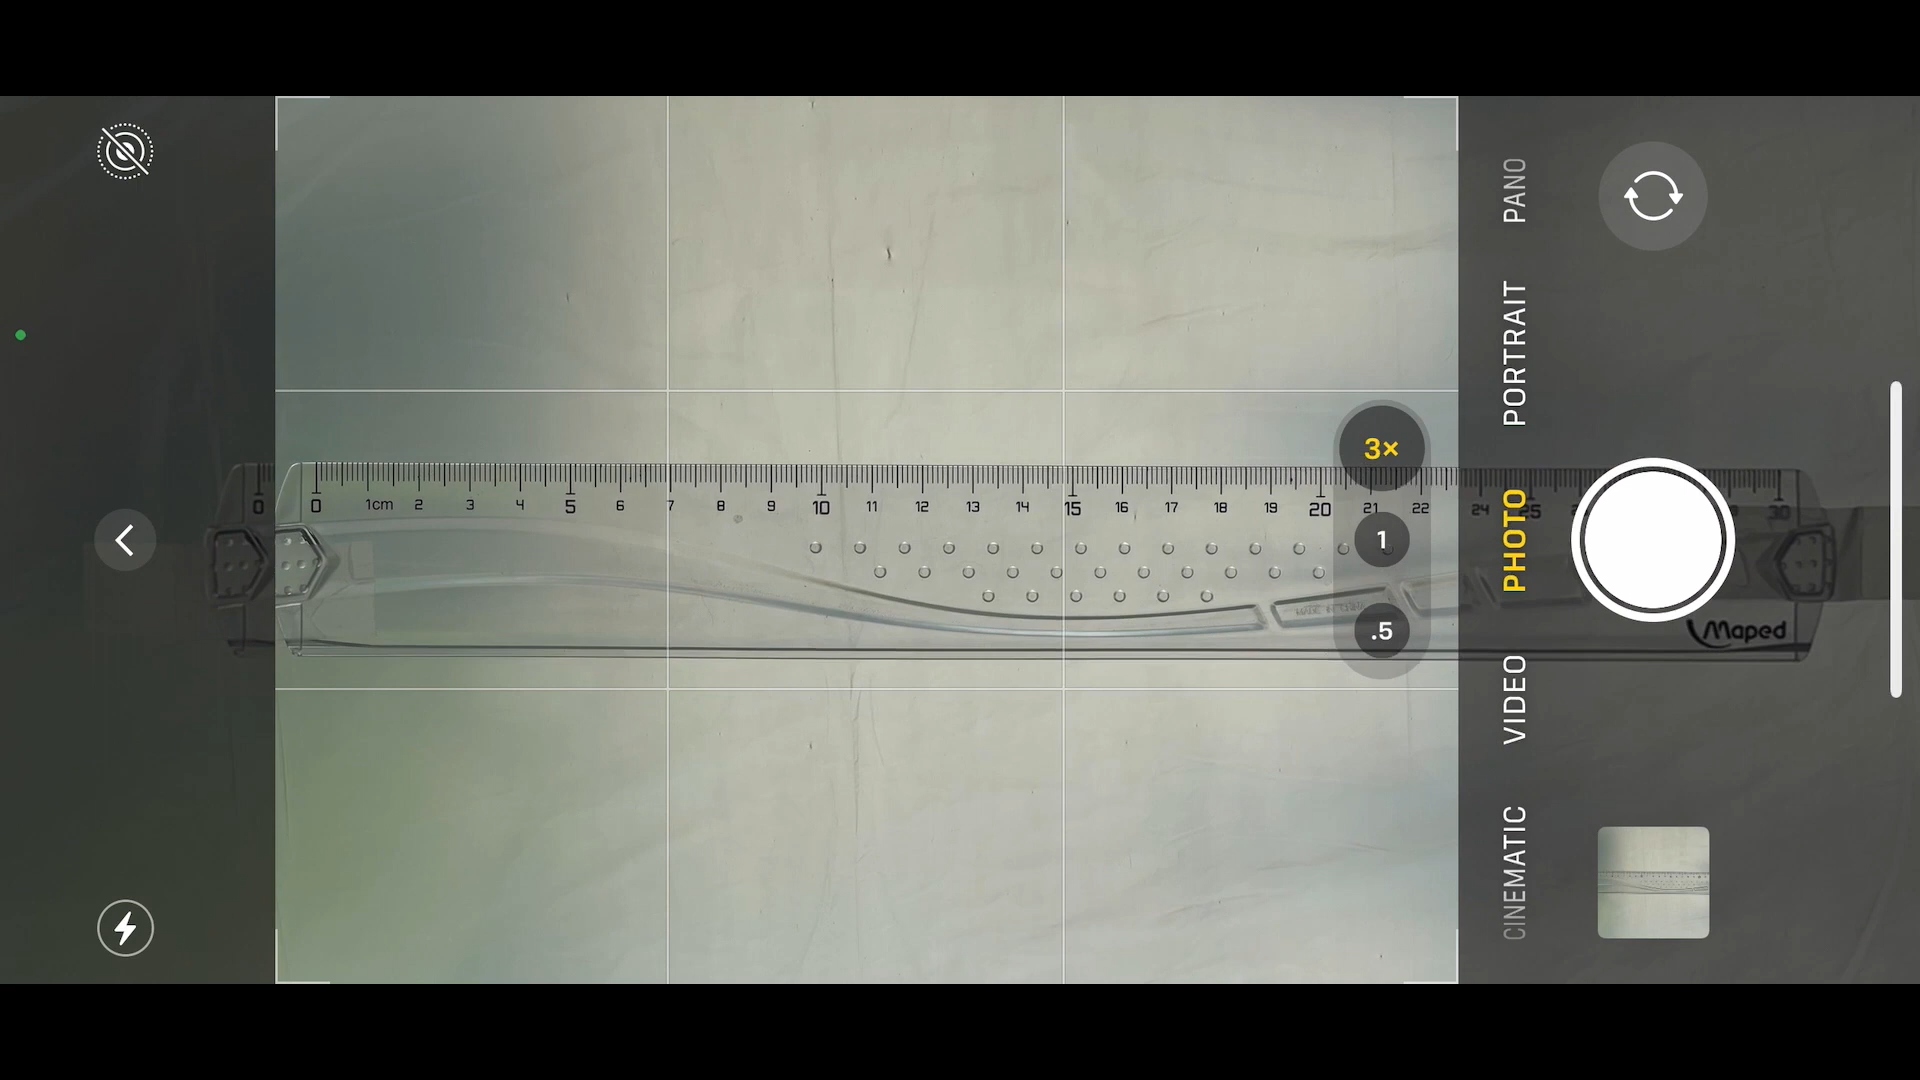 0 0 1cm 2 3 4 5 6 7 8 9 10 11 12 13 14 15 16 17 18 19 20 21 22 24 25 30
Maped
3×
1
.5
PANO
PORTRAIT
PHOTO
VIDEO
CINEMATIC